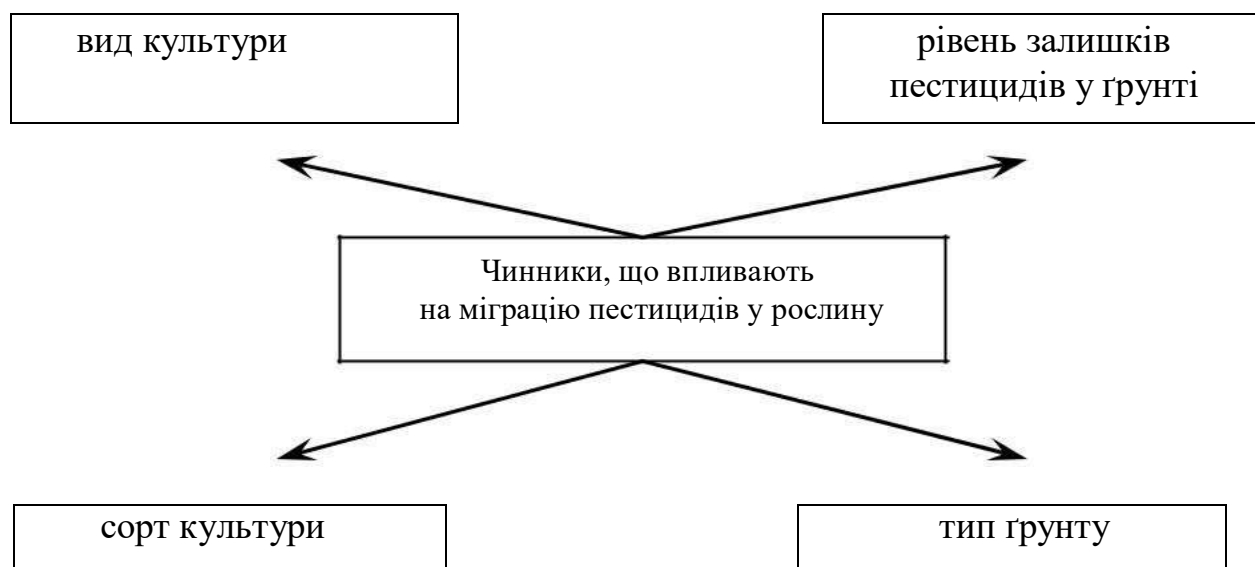 вид культури
рівень залишків
пестицидів у ґрунті
Чинники, що впливають
на міграцію пестицидів у рослину
сорт культури
тип ґрунту